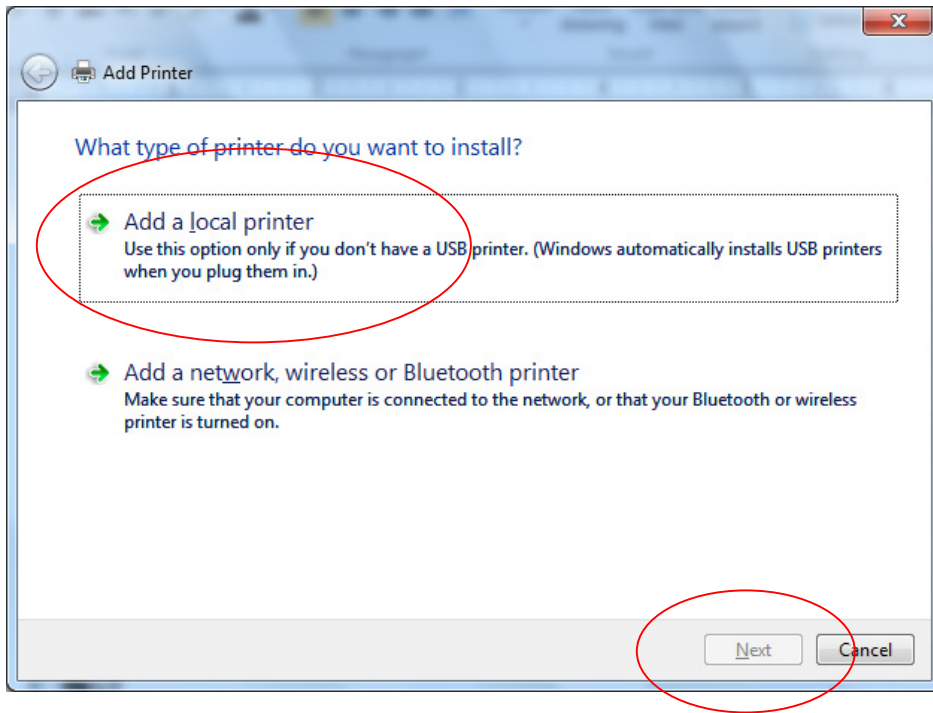 Add Printer
What type of printer do you want to install?
Add a local printer
Use this option only if you don't have a USB printer. (Windows automatically installs USB printers
when you plug them in.)
Add a network, wireless or Bluetooth printer
Make sure that your computer is connected to the network, or that your Bluetooth or wireless
printer is turned on.
Next
Cancel